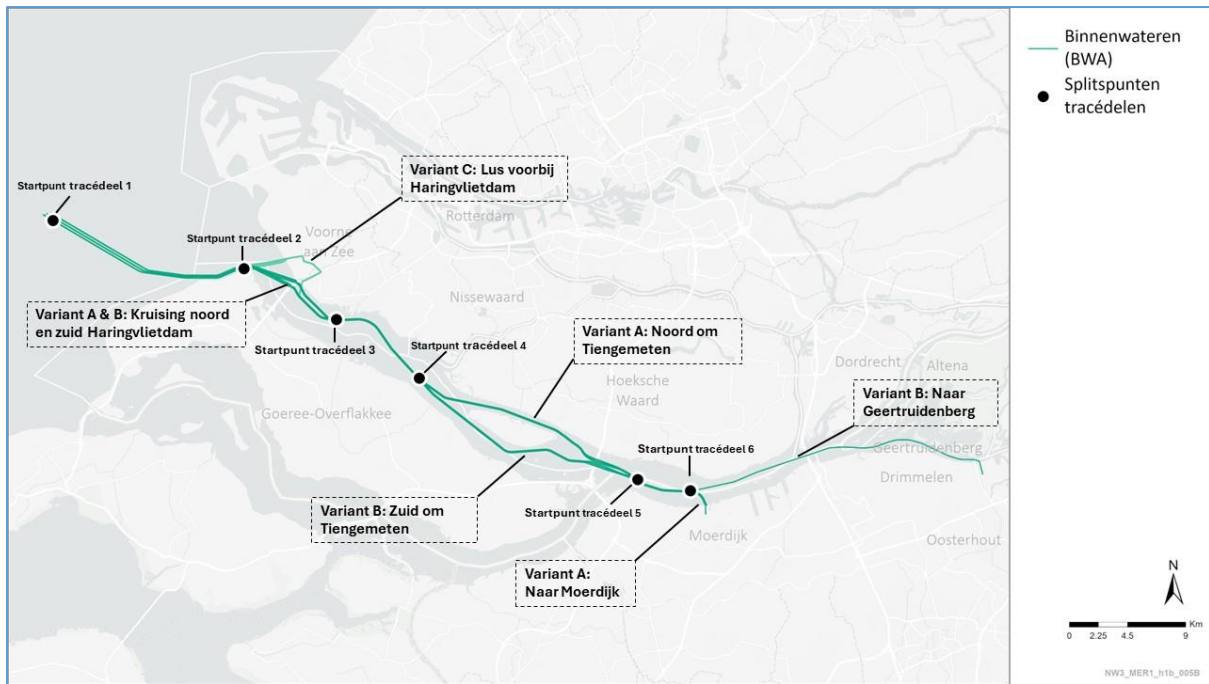 Binnenwateren
(BWA)
Splitspunten
tracédelen
Startpunt tracédeel 1
Variant C: Lus voorbij
Haringvlietdam
Rotterdam
Startpunt tracédeel 2
Voorne
aan Zee
Variant A & B: Kruising noord
en zuid Haringvlietdam
Nissewaard
Startpunt tracédeel 3
Startpunt tracédeel 4
Variant A: Noord om
Tiengemeten
Dordrecht
Altena
Hoeksche
Waard
Variant B: Naar
Geertruidenberg
Goeree-Overflakkee
Startpunt tracédeel 6
Geertruidenberg
Drimmelen
Variant B: Zuid om
Tiengemeten
Startpunt tracédeel 5
Moerdijk
Oosterhout
Variant A:
Naar Moerdijk
N
Km
0 2.25 4.5 9
NW3_MER1_h1b_005B